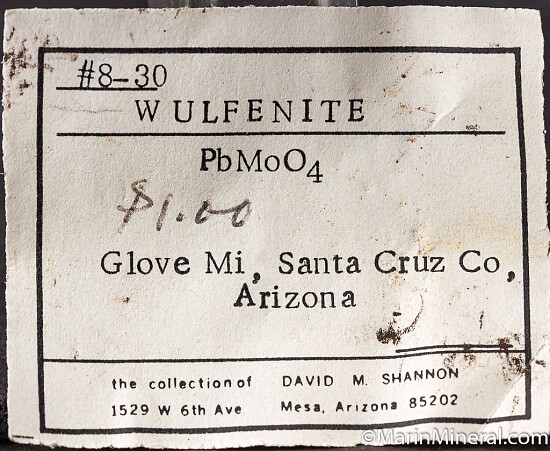 #8-30
WULFENITE
PbMoO4
$1.00
Glove Mi, Santa Cruz Co,
Arizona
the collection of DAVID M. SHANNON
1529 W 6th Ave Mesa, Arizona 85202
©MarinMineral.com